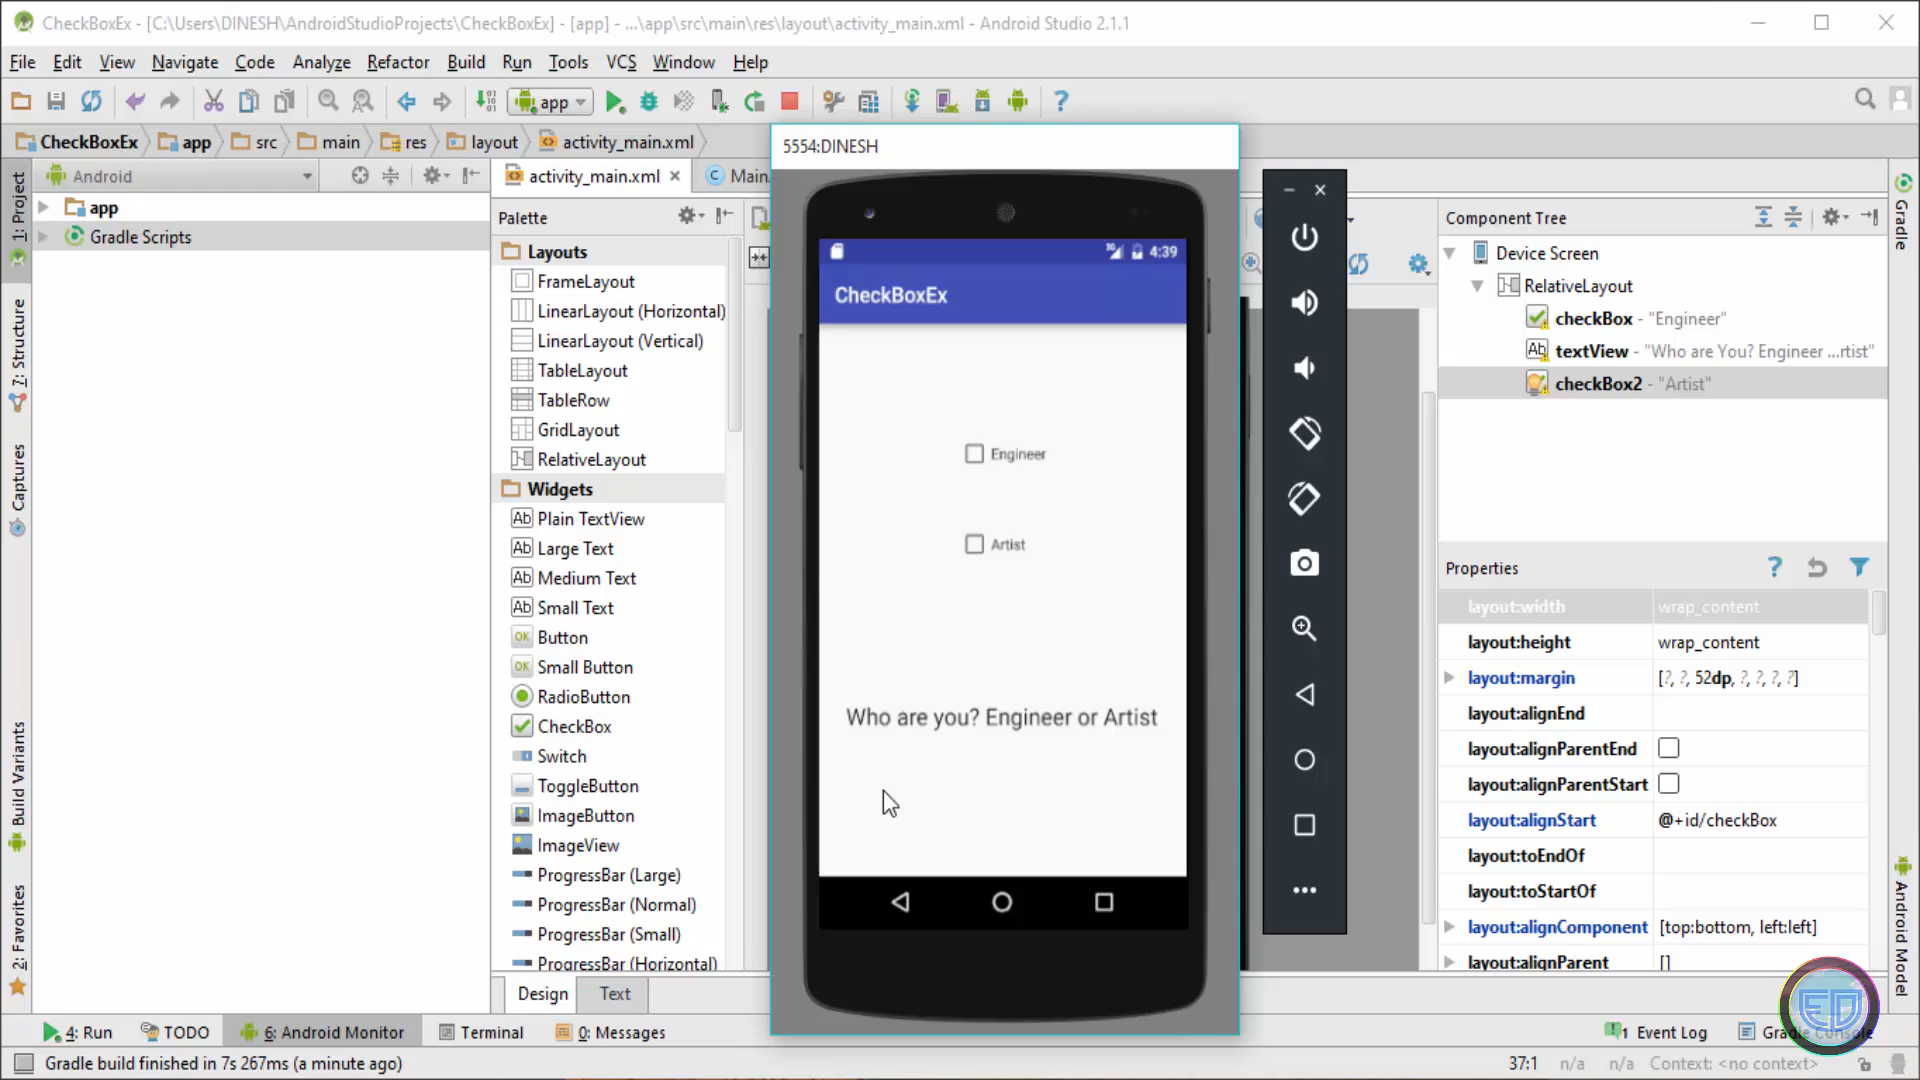 CheckBoxEx - [C:\Users\DINESH\AndroidStudioProjects\CheckBoxEx] - [app] - ...\app\src\main\res\layout\activity_main.xml - Android Studio 2.1.1
File Edit View Navigate Code Analyze Refactor Build Run Tools VCS Window Help
app
CheckBoxEx app src main res layout activity_main.xml
1: Project
7: Structure
Captures
Build Variants
2: Favorites
Android
app
Gradle Scripts
activity_main.xml
Main
Palette
Layouts
FrameLayout
LinearLayout (Horizontal)
LinearLayout (Vertical)
TableLayout
TableRow
GridLayout
RelativeLayout
Widgets
Plain TextView
Large Text
Medium Text
Small Text
Button
Small Button
RadioButton
CheckBox
Switch
ToggleButton
ImageButton
ImageView
ProgressBar (Large)
ProgressBar (Normal)
ProgressBar (Small)
ProgressBar (Horizontal)
Design Text
5554:DINESH
4:39
CheckBoxEx
Engineer
Artist
Who are you? Engineer or Artist
Component Tree
Device Screen
RelativeLayout
checkBox - "Engineer"
textView - "Who are You? Engineer ...rtist"
checkBox2 - "Artist"
Properties
layout:width wrap_content
layout:height wrap_content
layout:margin [?, ?, 52dp, ?, ?, ?, ?]
layout:alignEnd
layout:alignParentEnd
layout:alignParentStart
layout:alignStart @+id/checkBox
layout:toEndOf
layout:toStartOf
layout:alignComponent [top:bottom, left:left]
layout:alignParent []
Gradle
Android Model
ED
4: Run TODO 6: Android Monitor Terminal 0: Messages
1 Event Log Gradle Console
Gradle build finished in 7s 267ms (a minute ago)
37:1 n/a n/a Context: <no context>